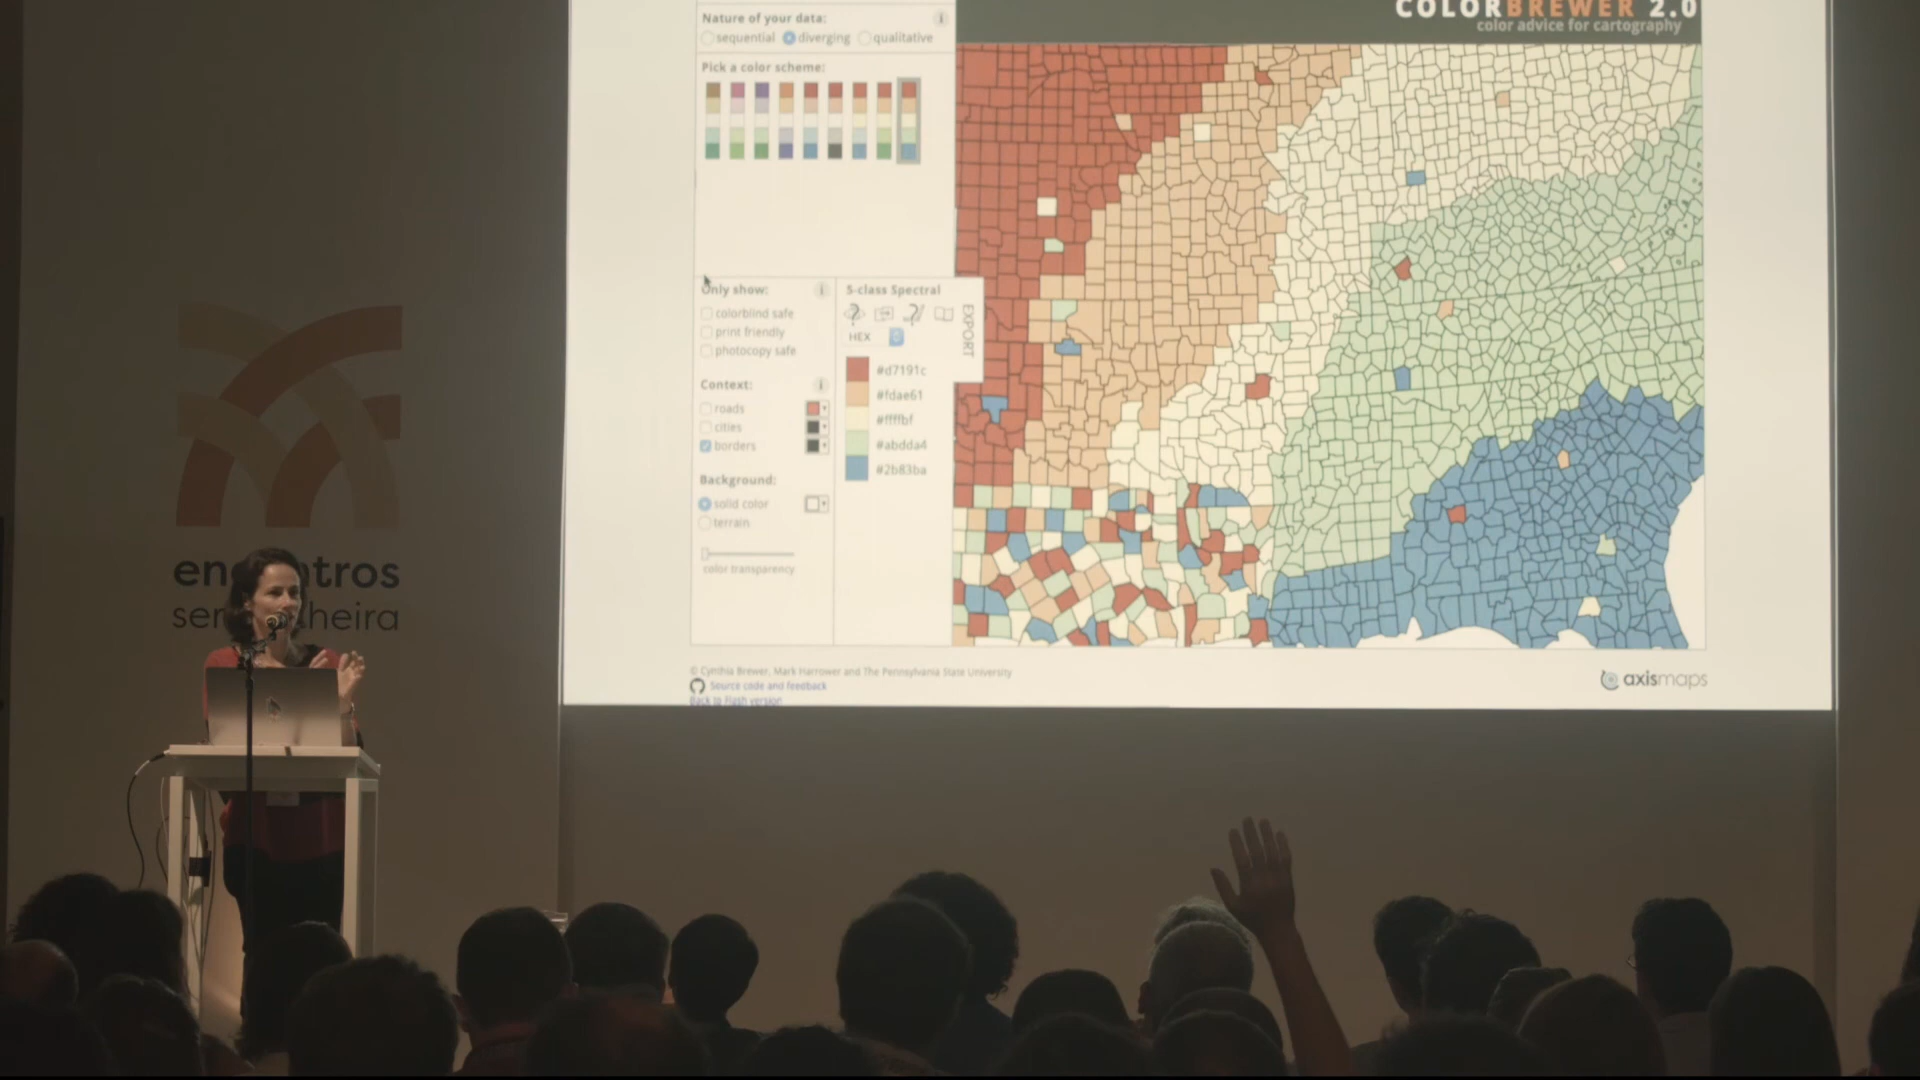 Nature of your data:
sequential diverging qualitative
Pick a color scheme:
Only show:
colorblind safe
print friendly
photocopy safe
Context:
roads
cities
borders
Background:
solid color
terrain
color transparency
5-class Spectral
EXPORT
HEX
#d7191c
#fdae61
#ffffbf
#abdda4
#2b83ba
COLORBREWER 2.0
color advice for cartography
© Cynthia Brewer, Mark Harrower and The Pennsylvania State University
Source code and feedback
Back to Flash version
axismaps